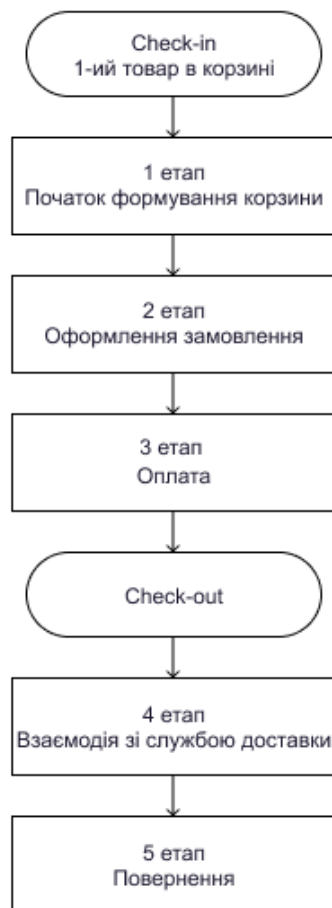 Check-in
1-ий товар в корзині
1 етап
Початок формування корзини
2 етап
Оформлення замовлення
3 етап
Оплата
Check-out
4 етап
Взаємодія зі службою доставки
5 етап
Повернення